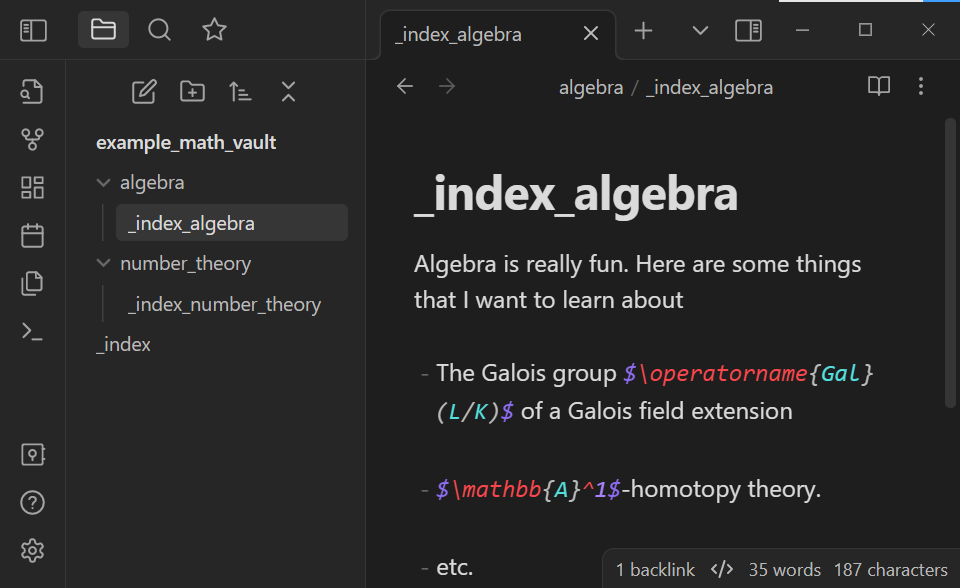 _index_algebra
algebra / _index_algebra
example_math_vault
algebra
_index_algebra
number_theory
_index_number_theory
_index
_index_algebra
Algebra is really fun. Here are some things
that I want to learn about
- The Galois group $\operatorname{Gal}
(L/K)$ of a Galois field extension
- $\mathbb{A}^1$-homotopy theory.
- etc.
1 backlink </> 35 words 187 characters